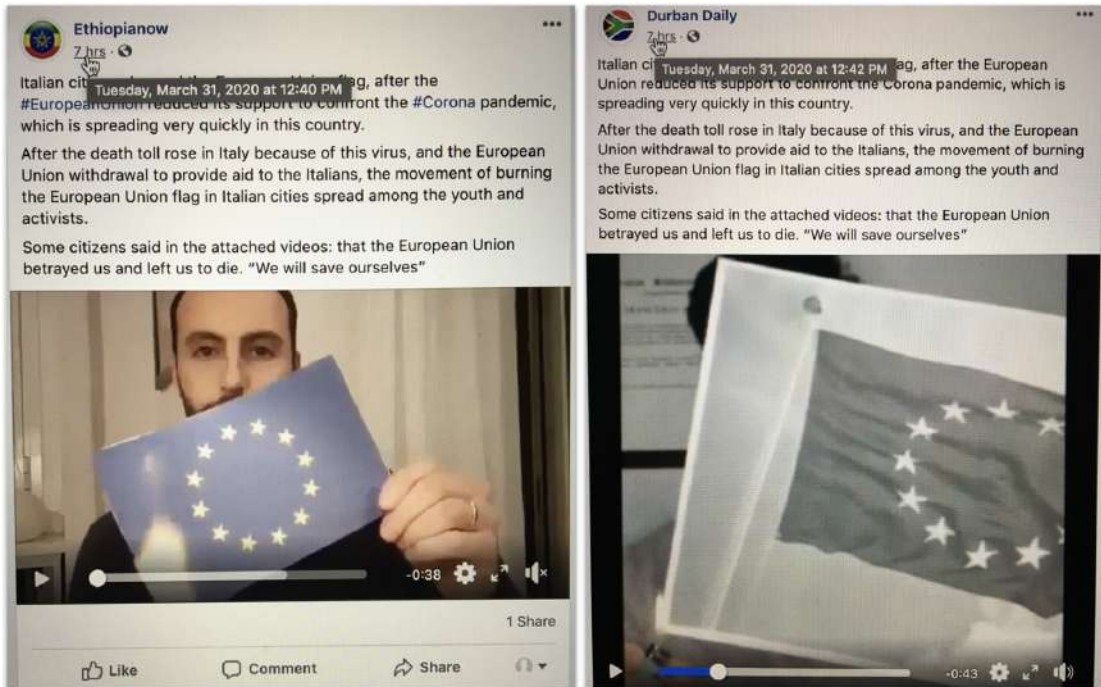 Ethiopianow
7 hrs
Italian cit
Tuesday, March 31, 2020 at 12:40 PM
g, after the
#EuropeanUnion reduced its support to confront the #Corona pandemic,
which is spreading very quickly in this country.
After the death toll rose in Italy because of this virus, and the European
Union withdrawal to provide aid to the Italians, the movement of burning
the European Union flag in Italian cities spread among the youth and
activists.
Some citizens said in the attached videos: that the European Union
betrayed us and left us to die. "We will save ourselves"
-0:38
1 Share
Like
Comment
Share
Durban Daily
7 hrs
Italian ci
Tuesday, March 31, 2020 at 12:42 PM
ag, after the European
Union reduced its support to confront the Corona pandemic, which is
spreading very quickly in this country.
After the death toll rose in Italy because of this virus, and the European
Union withdrawal to provide aid to the Italians, the movement of burning
the European Union flag in Italian cities spread among the youth and
activists.
Some citizens said in the attached videos: that the European Union
betrayed us and left us to die. "We will save ourselves"
-0:43